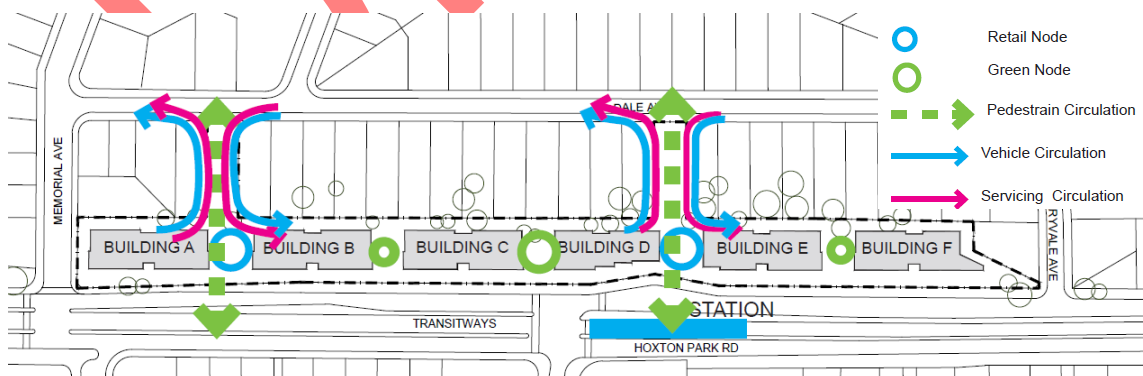 Retail Node
Green Node
Pedestrain Circulation
Vehicle Circulation
Servicing Circulation
DALE A
MEMORIAL AVE
RYVALE AVE
BUILDING A
BUILDING B
BUILDING C
BUILDING D
BUILDING E
BUILDING F
STATION
TRANSITWAYS
HOXTON PARK RD